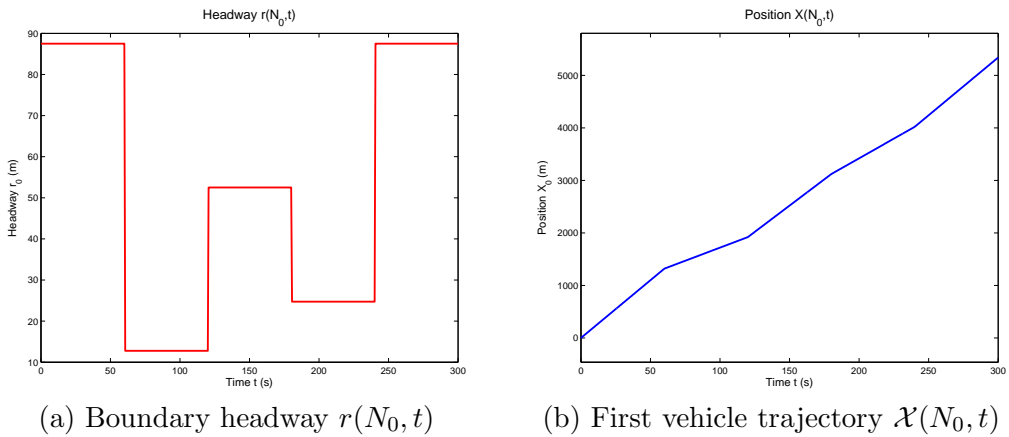 Headway r(N₀,t)
90
80
70
60
50
40
30
20
10
Headway r₀ (m)
0 50 100 150 200 250 300
Time t (s)
(a) Boundary headway r(N₀, t)
Position X(N₀,t)
5000
4000
3000
2000
1000
0
Position X₀ (m)
0 50 100 150 200 250 300
Time t (s)
(b) First vehicle trajectory 𝒳(N₀, t)